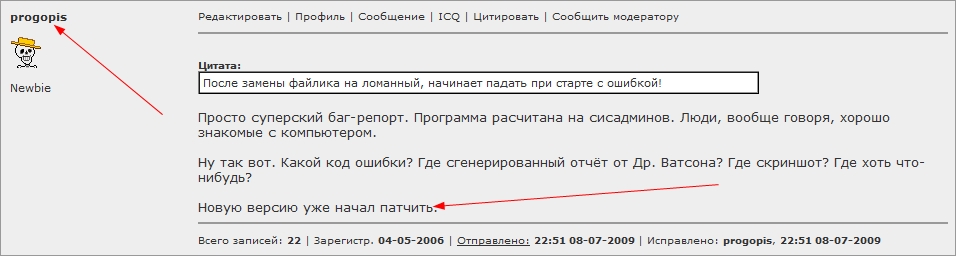 progopis
Newbie
Редактировать | Профиль | Сообщение | ICQ | Цитировать | Сообщить модератору
Цитата:
После замены файлика на ломанный, начинает падать при старте с ошибкой!
Просто суперский баг-репорт. Программа расчитана на сисадминов. Люди, вообще говоря, хорошо
знакомые с компьютером.
Ну так вот. Какой код ошибки? Где сгенерированный отчёт от Др. Ватсона? Где скриншот? Где хоть что-
нибудь?
Новую версию уже начал патчить.
Всего записей: 22 | Зарегистр. 04-05-2006 | Отправлено: 22:51 08-07-2009 | Исправлено: progopis, 22:51 08-07-2009